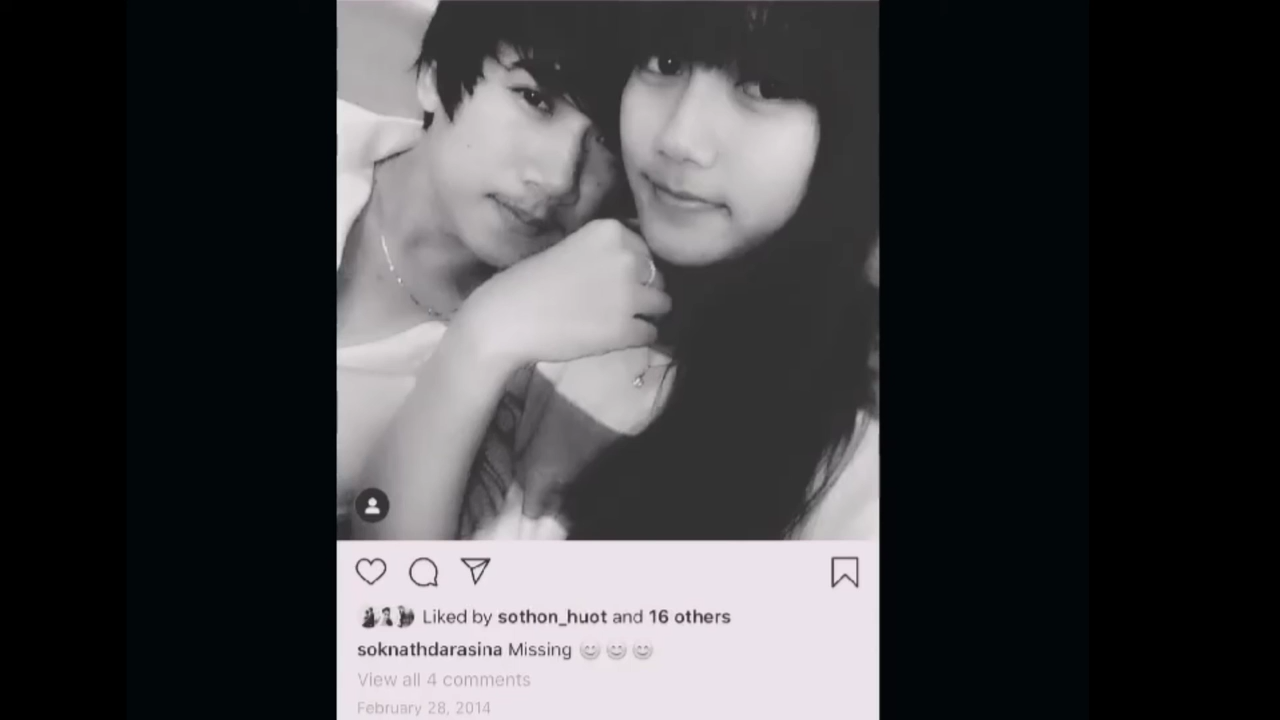 Liked by sothon_huot and 16 others
soknathdarasina Missing 😊 😊 😊
View all 4 comments
February 28, 2014